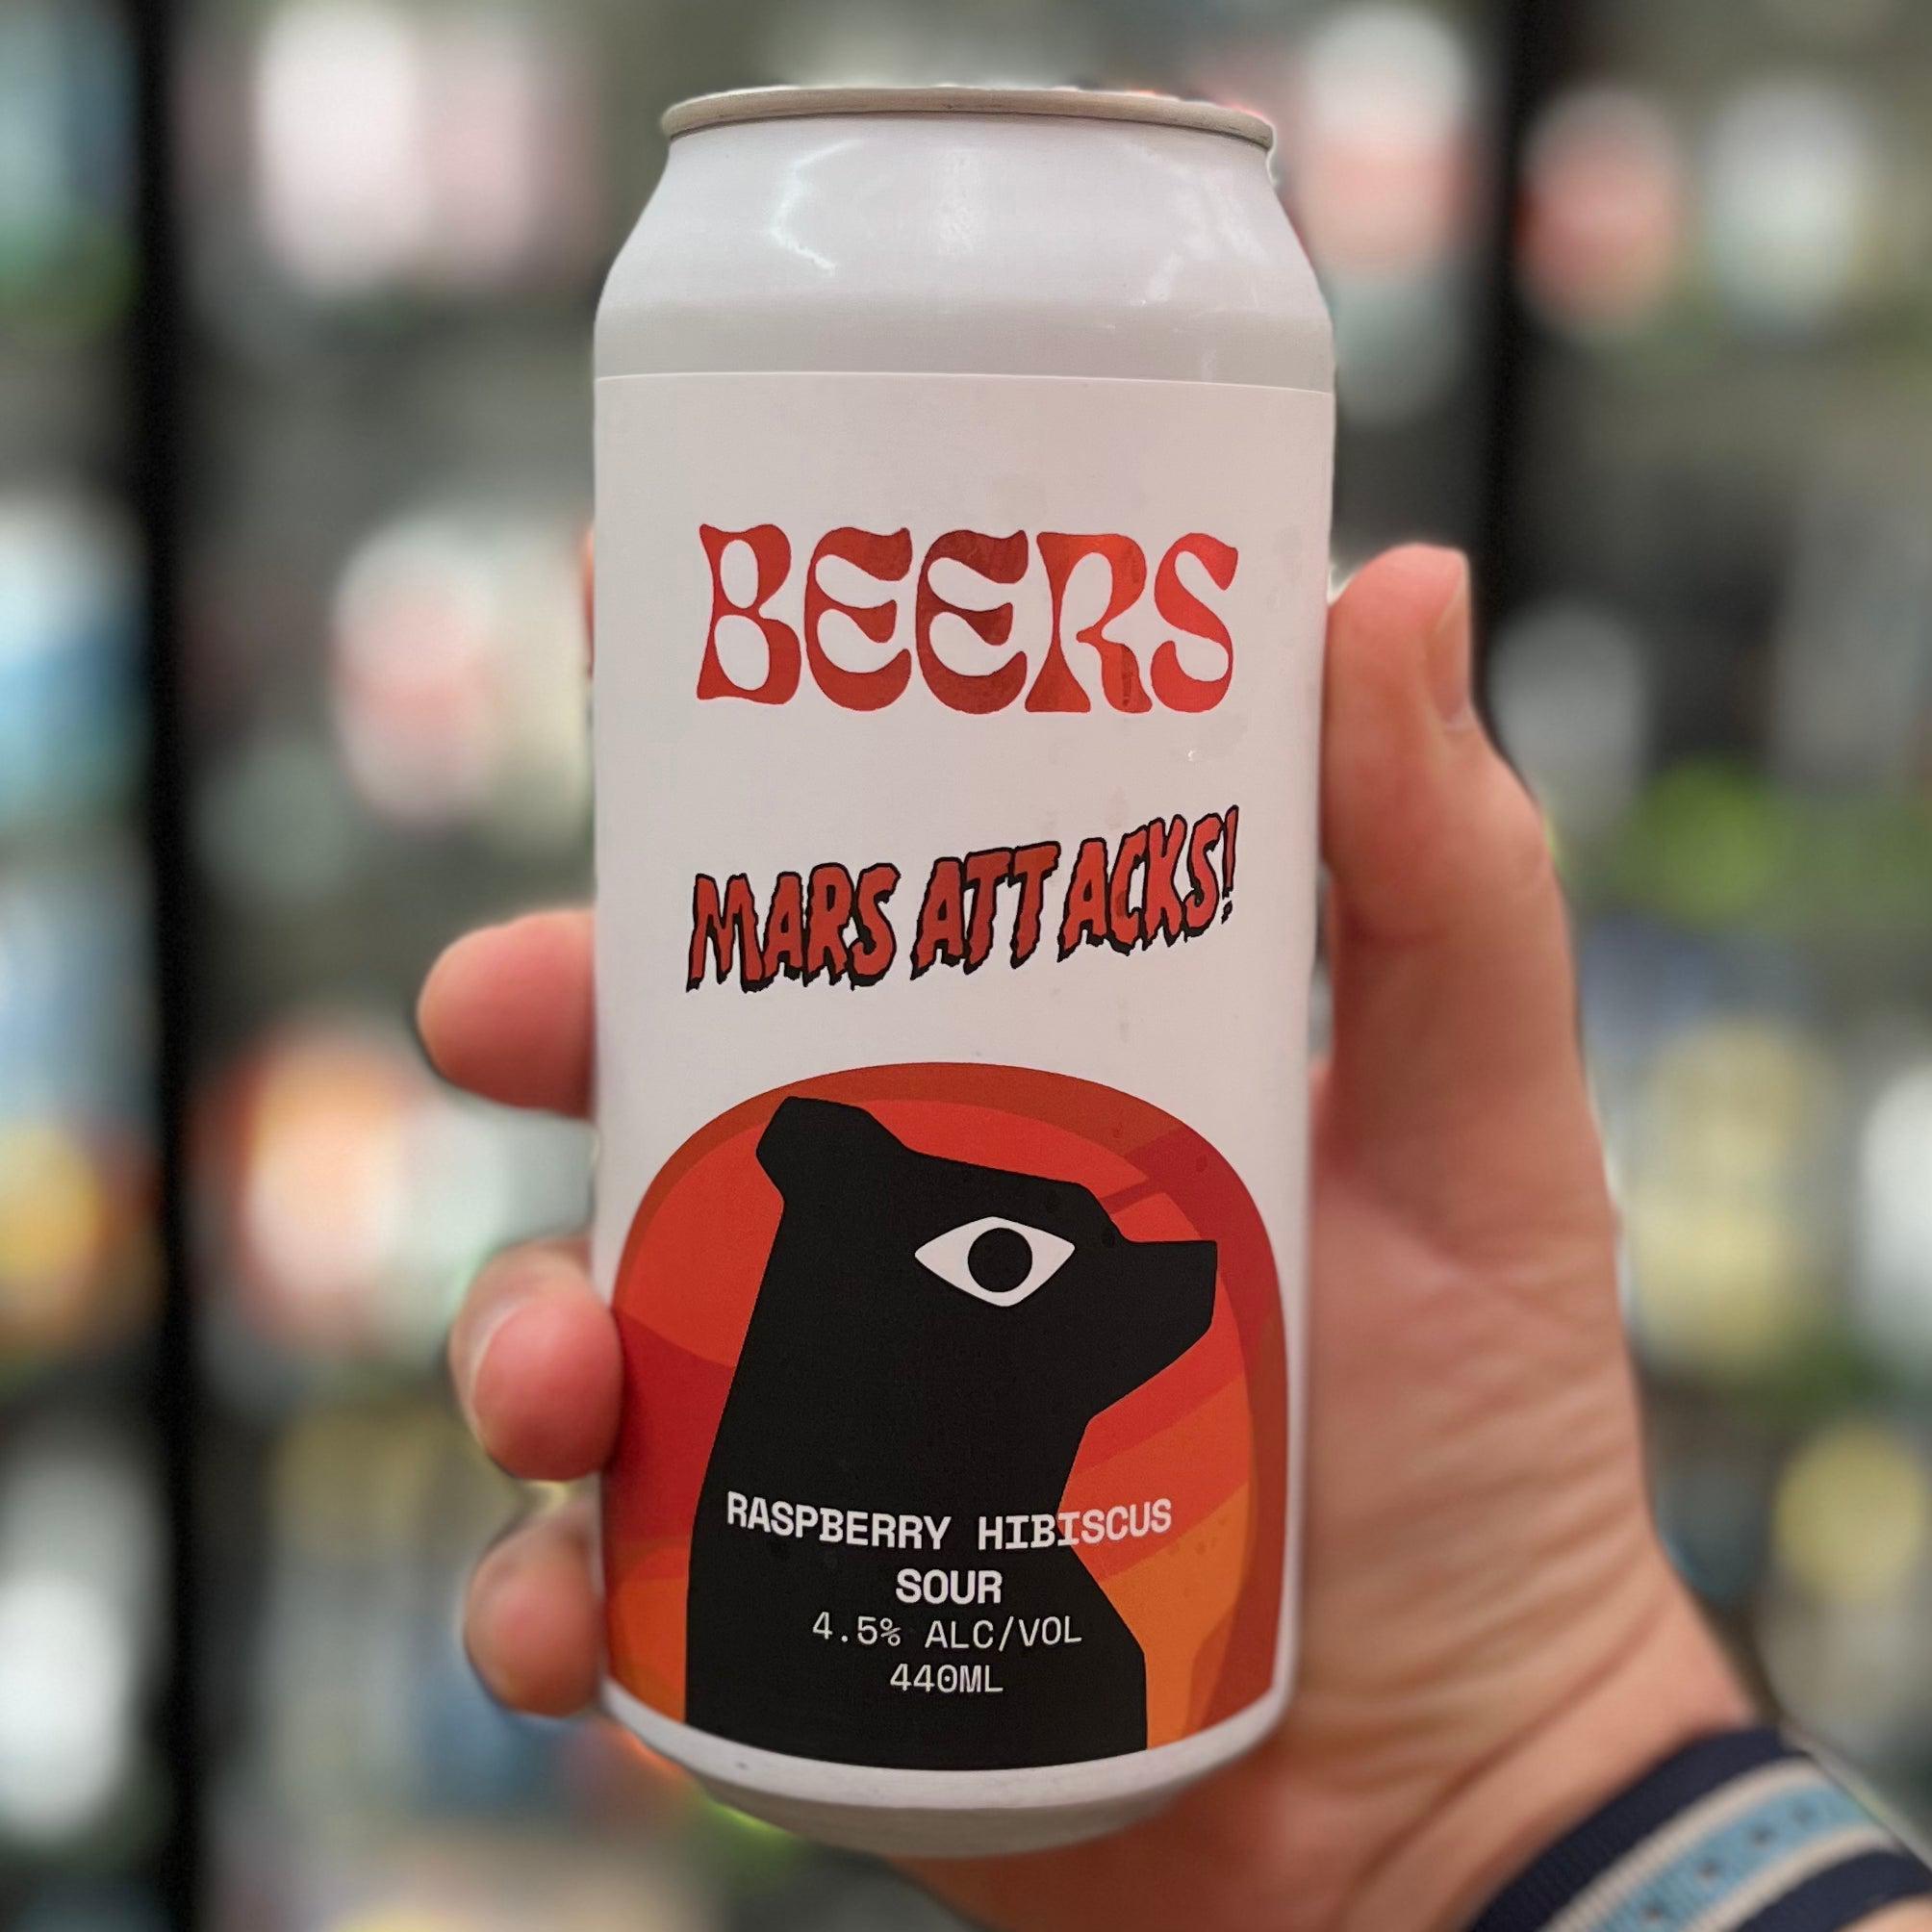 BEERS
MARS ATTACKS!
RASPBERRY HIBISCUS
SOUR
4.5% ALC/VOL
440ML